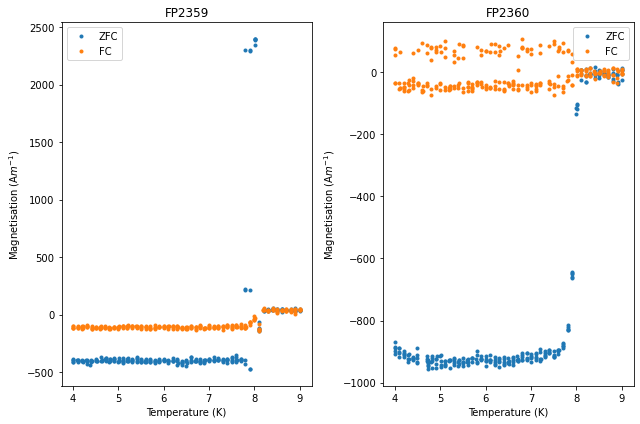 FP2359
ZFC
FC
2500
2000
1500
1000
500
0
−500
Magnetisation (Am⁻¹)
4 5 6 7 8 9
Temperature (K)
FP2360
ZFC
FC
0
−200
−400
−600
−800
−1000
Magnetisation (Am⁻¹)
4 5 6 7 8 9
Temperature (K)